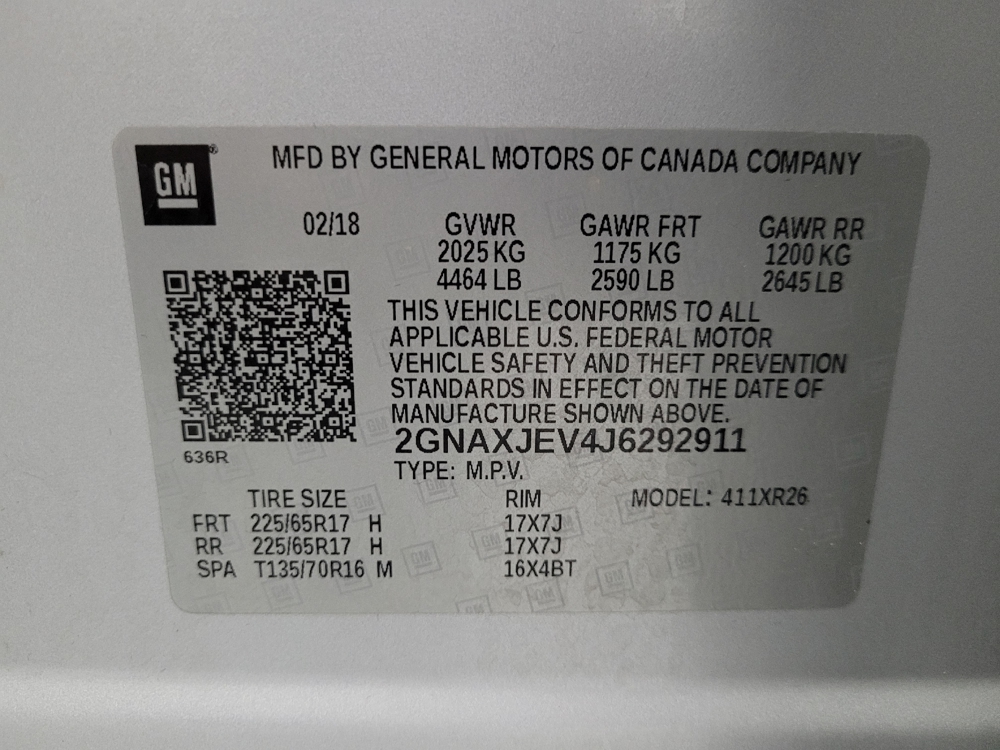 GM
MFD BY GENERAL MOTORS OF CANADA COMPANY
02/18 GVWR GAWR FRT GAWR RR
2025 KG 1175 KG 1200 KG
4464 LB 2590 LB 2645 LB
THIS VEHICLE CONFORMS TO ALL
APPLICABLE U.S. FEDERAL MOTOR
VEHICLE SAFETY AND THEFT PREVENTION
STANDARDS IN EFFECT ON THE DATE OF
MANUFACTURE SHOWN ABOVE.
2GNAXJEV4J6292911
636R
TYPE: M.P.V.
TIRE SIZE RIM MODEL: 411XR26
FRT 225/65R17 H 17X7J
RR 225/65R17 H 17X7J
SPA T135/70R16 M 16X4BT